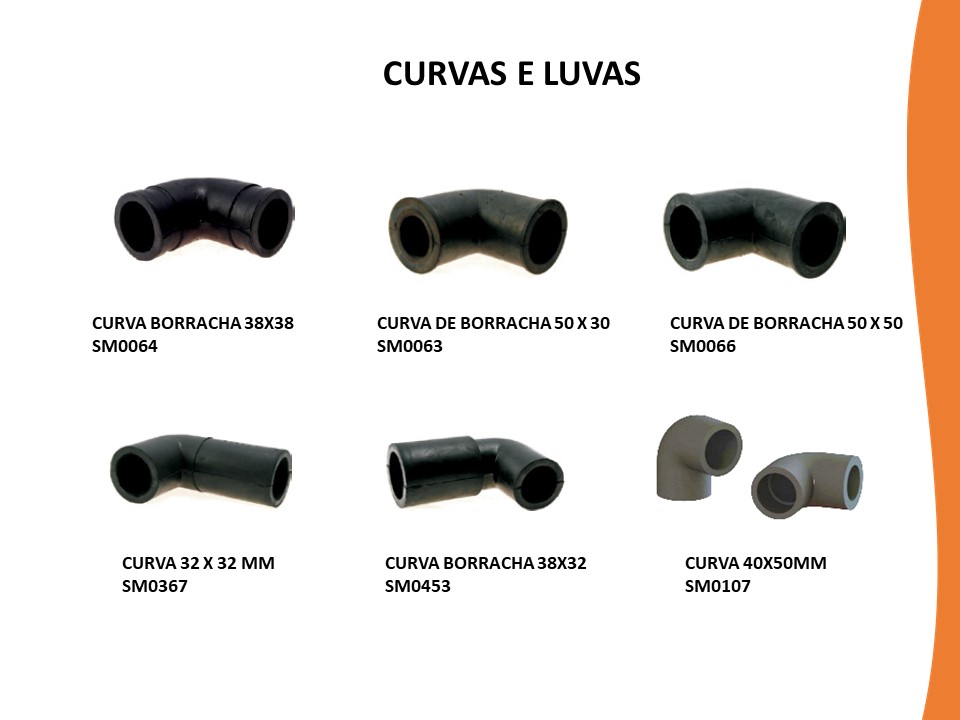 CURVAS E LUVAS
CURVA BORRACHA 38X38
SM0064
CURVA DE BORRACHA 50 X 30
SM0063
CURVA DE BORRACHA 50 X 50
SM0066
CURVA 32 X 32 MM
SM0367
CURVA BORRACHA 38X32
SM0453
CURVA 40X50MM
SM0107